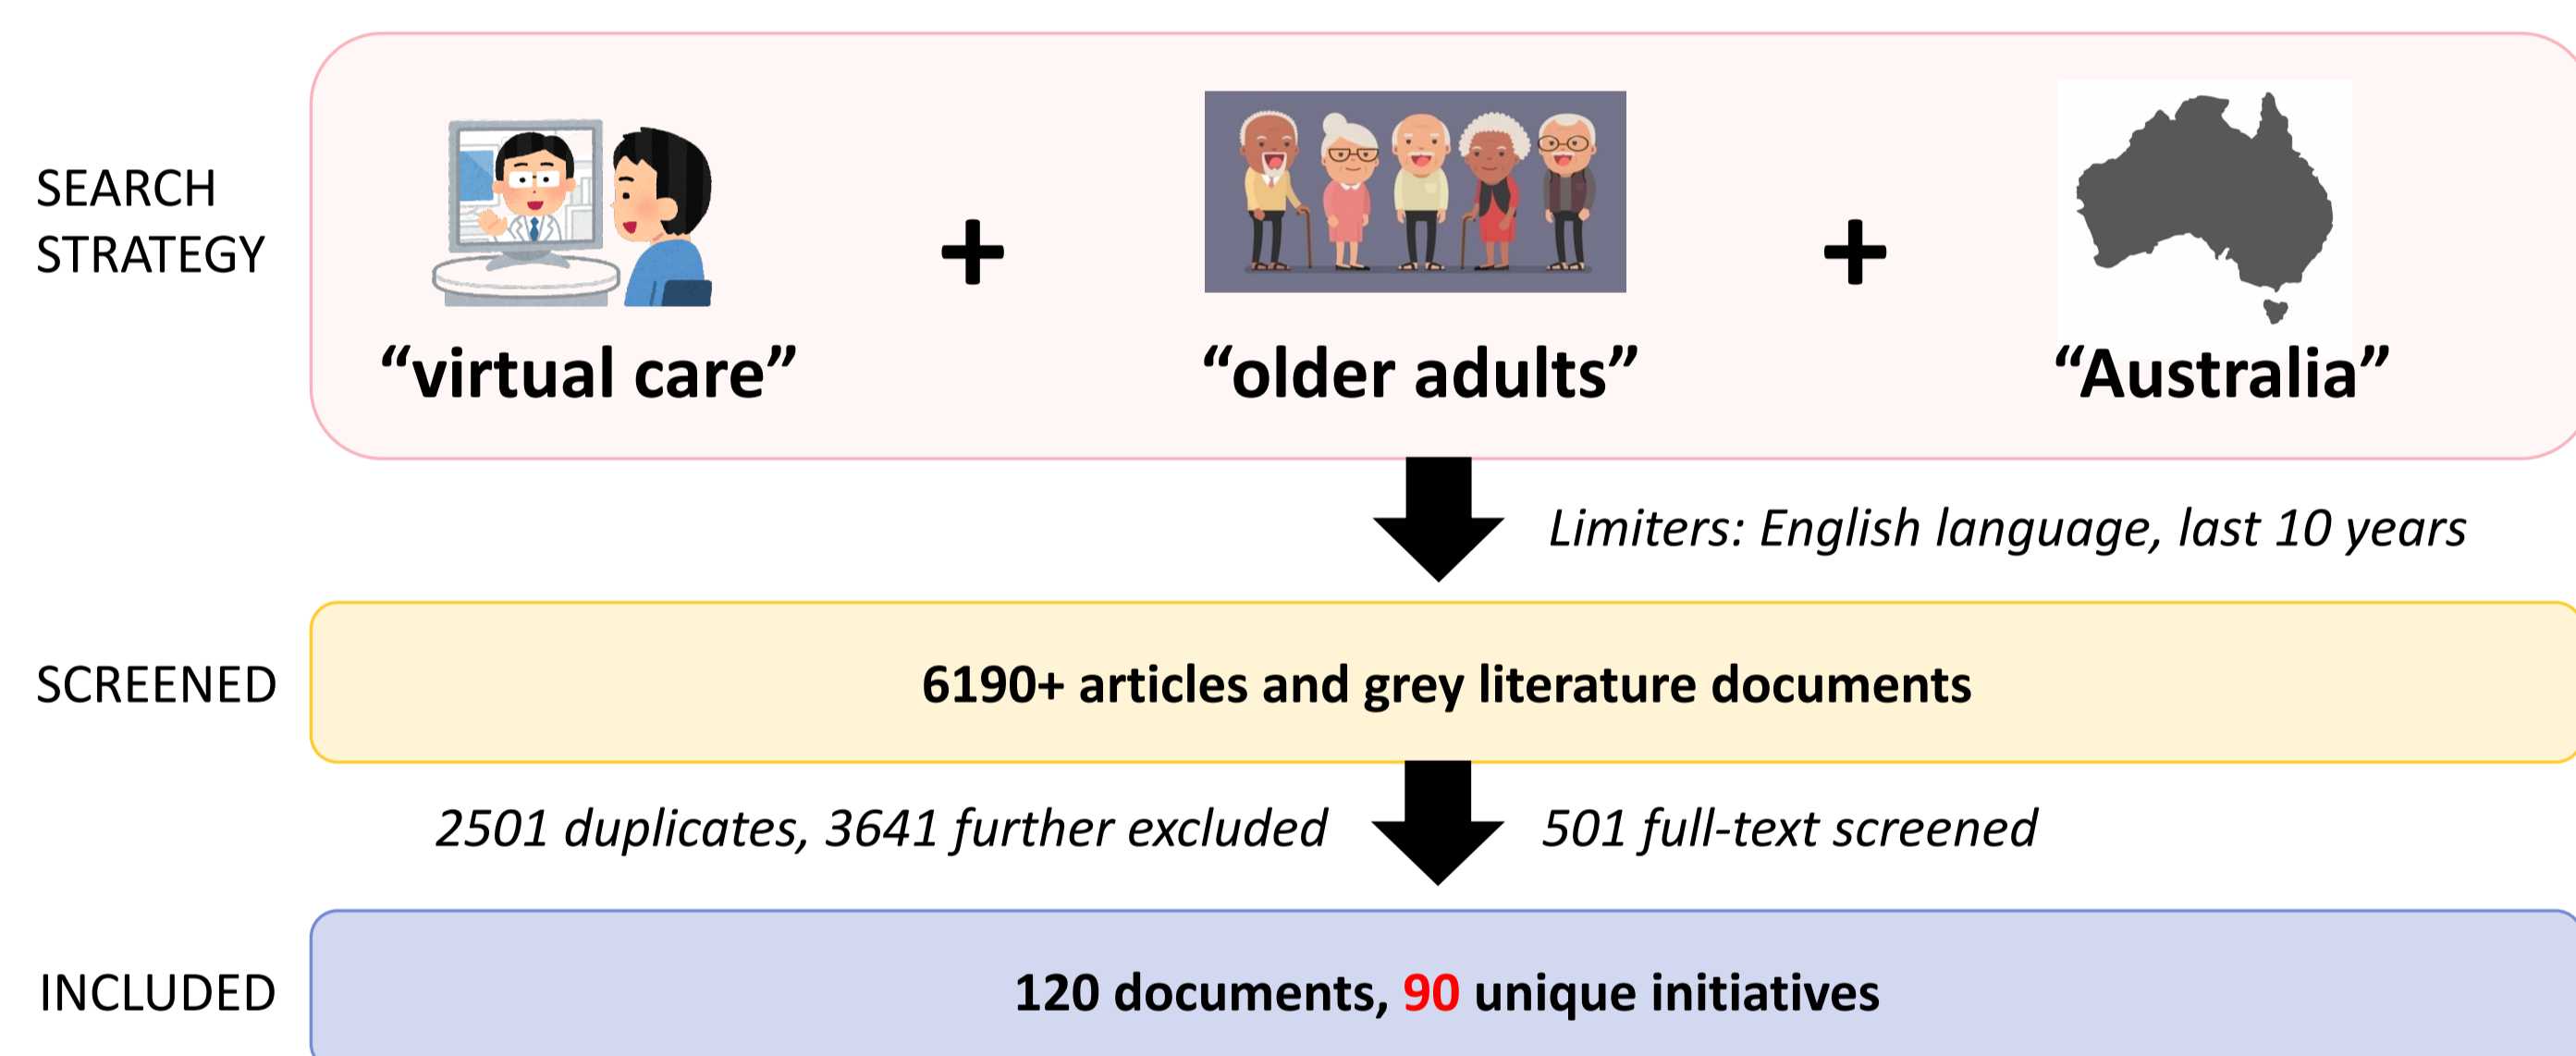 SEARCH
STRATEGY
+
+
“virtual care”
“older adults”
“Australia”
Limiters: English language, last 10 years
SCREENED
6190+ articles and grey literature documents
2501 duplicates, 3641 further excluded
501 full-text screened
INCLUDED
120 documents, 90 unique initiatives